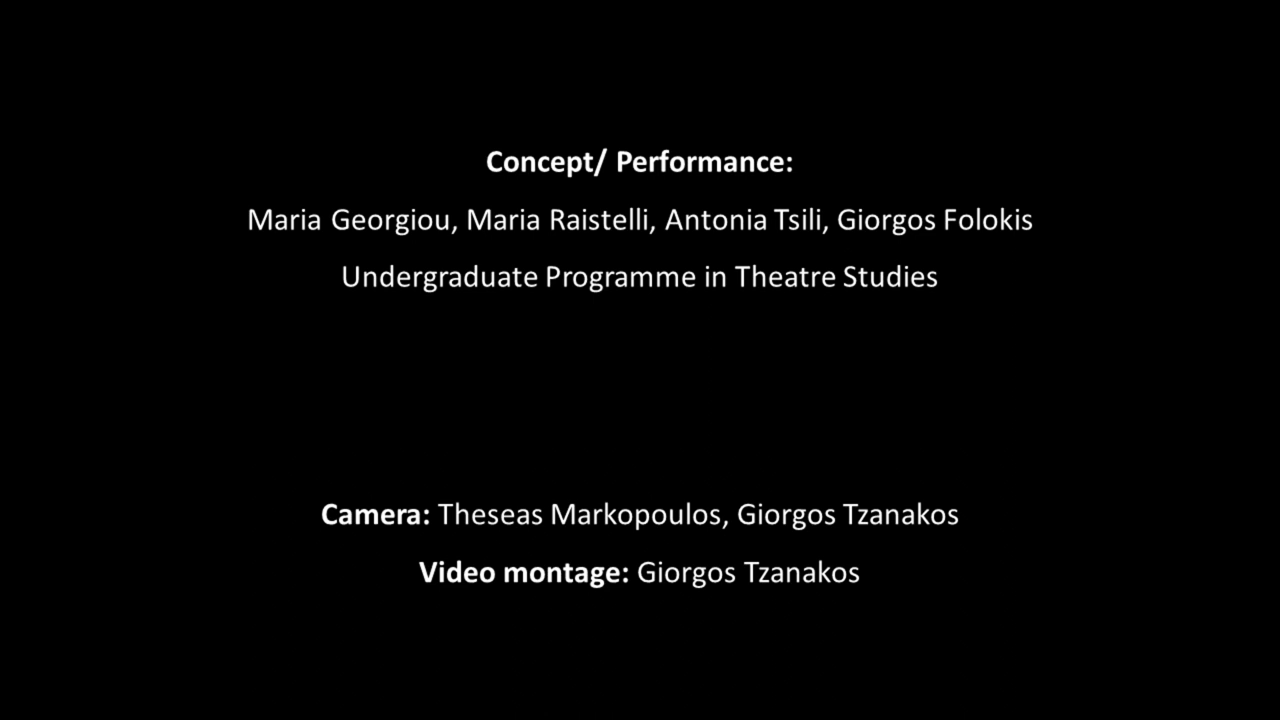 Concept/ Performance:
Maria Georgiou, Maria Raistelli, Antonia Tsili, Giorgos Folokis
Undergraduate Programme in Theatre Studies
Camera: Theseas Markopoulos, Giorgos Tzanakos
Video montage: Giorgos Tzanakos